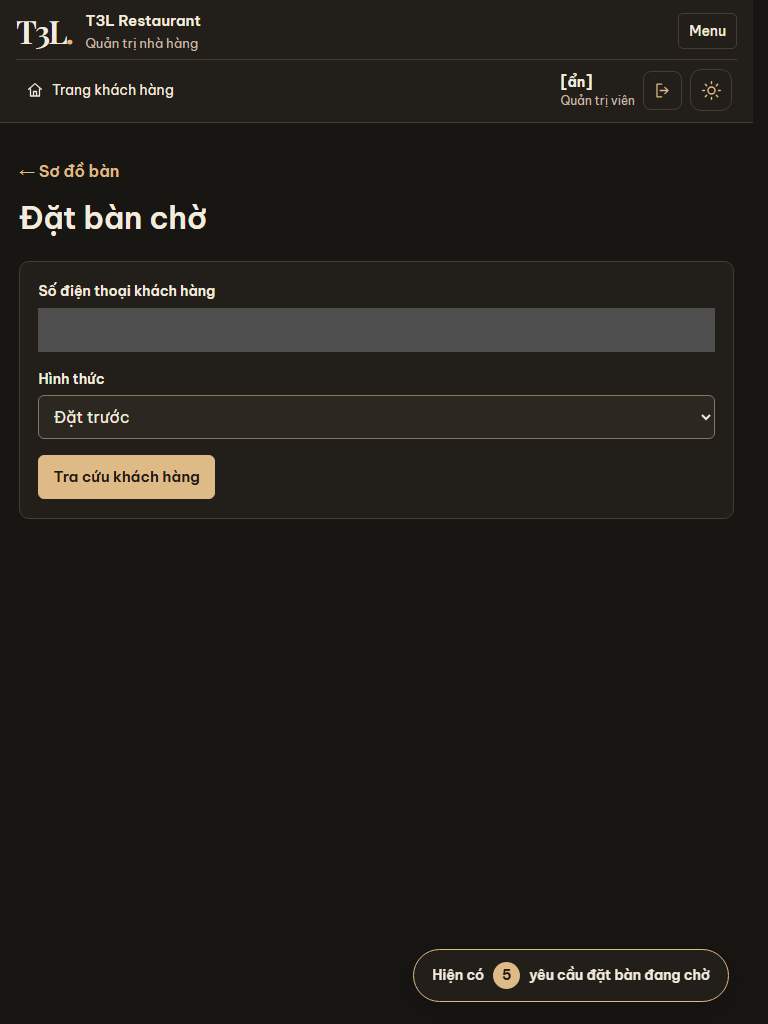 T3L.
T3L Restaurant
Quản trị nhà hàng
Menu
Trang khách hàng
[ẩn]
Quản trị viên
← Sơ đồ bàn
Đặt bàn chờ
Số điện thoại khách hàng
Hình thức
Đặt trước
Tra cứu khách hàng
Hiện có 5 yêu cầu đặt bàn đang chờ